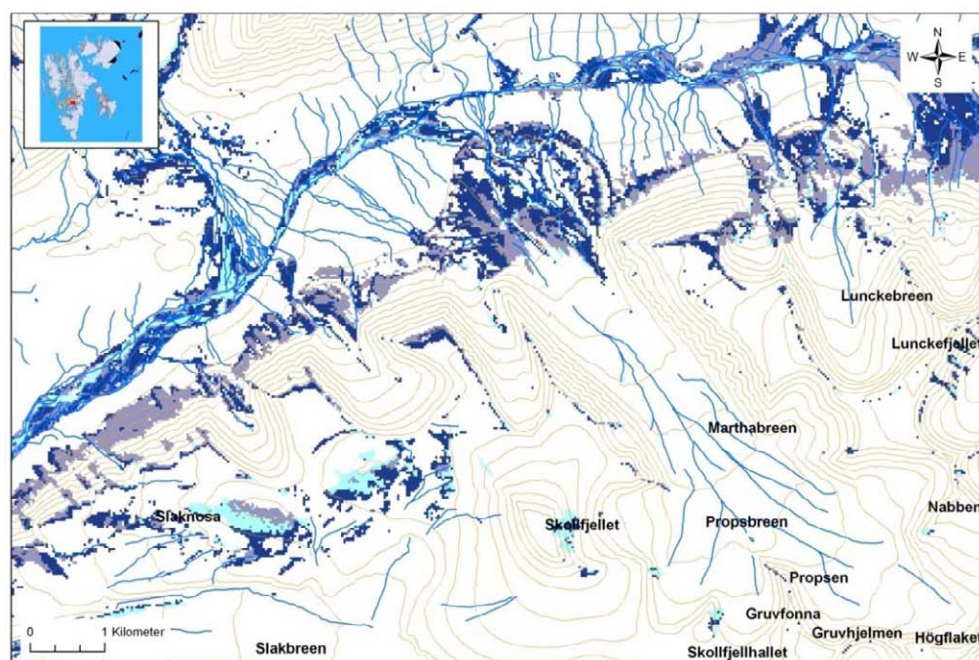 N
W E
S
Lunckebreen
Lunckefjellet
Marthabreen
Slaknosa
Skollfjellet
Propsbreen
Nabben
Propsen
Gruvfonna
0 1 Kilometer
Gruvhjelmen
Högflaket
Slakbreen
Skollfjellhallet